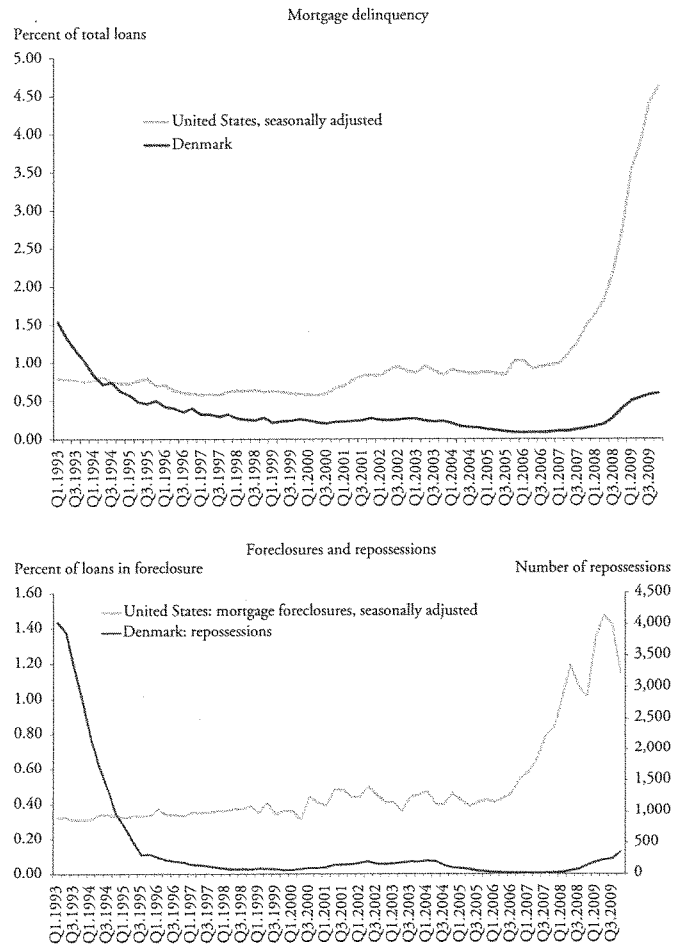 Mortgage delinquency
Percent of total loans
5.00
4.50
4.00
3.50
3.00
2.50
2.00
1.50
1.00
0.50
0.00
United States, seasonally adjusted
Denmark
Q1.1993
Q3.1993
Q1.1994
Q3.1994
Q1.1995
Q3.1995
Q1.1996
Q3.1996
Q1.1997
Q3.1997
Q1.1998
Q3.1998
Q1.1999
Q3.1999
Q1.2000
Q3.2000
Q1.2001
Q3.2001
Q1.2002
Q3.2002
Q1.2003
Q3.2003
Q1.2004
Q3.2004
Q1.2005
Q3.2005
Q1.2006
Q3.2006
Q1.2007
Q3.2007
Q1.2008
Q3.2008
Q1.2009
Q3.2009
Foreclosures and repossessions
Percent of loans in foreclosure
Number of repossessions
1.60
1.40
1.20
1.00
0.80
0.60
0.40
0.20
0.00
United States: mortgage foreclosures, seasonally adjusted
Denmark: repossessions
4,500
4,000
3,500
3,000
2,500
2,000
1,500
1,000
500
0
Q1.1993
Q3.1993
Q1.1994
Q3.1994
Q1.1995
Q3.1995
Q1.1996
Q3.1996
Q1.1997
Q3.1997
Q1.1998
Q3.1998
Q1.1999
Q3.1999
Q1.2000
Q3.2000
Q1.2001
Q3.2001
Q1.2002
Q3.2002
Q1.2003
Q3.2003
Q1.2004
Q3.2004
Q1.2005
Q3.2005
Q1.2006
Q3.2006
Q1.2007
Q3.2007
Q1.2008
Q3.2008
Q1.2009
Q3.2009